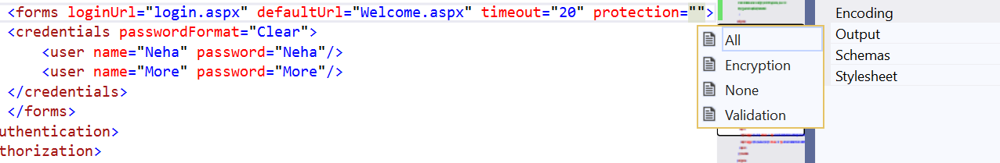 <forms loginUrl="login.aspx" defaultUrl="Welcome.aspx" timeout="20" protection="">
<credentials passwordFormat="Clear">
<user name="Neha" password="Neha"/>
<user name="More" password="More"/>
</credentials>
</forms>
uthentication>
thorization>
All
Encryption
None
Validation
Encoding
Output
Schemas
Stylesheet